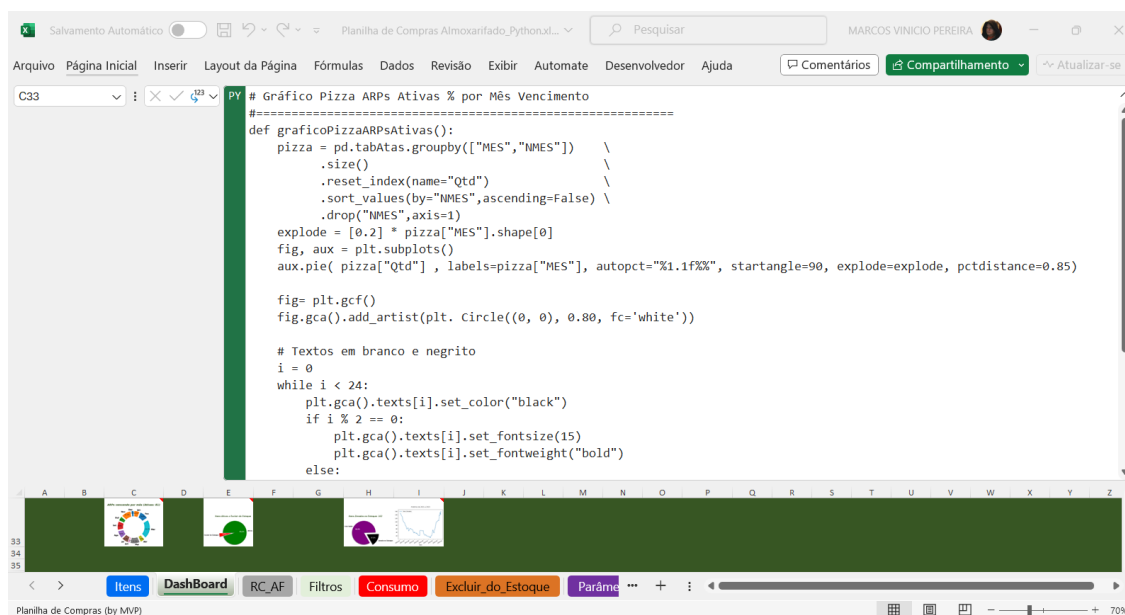 Salvamento Automático
Planilha de Compras Almoxarifado_Python.xl...
Pesquisar
MARCOS VINICIO PEREIRA
Arquivo Página Inicial Inserir Layout da Página Fórmulas Dados Revisão Exibir Automate Desenvolvedor Ajuda Comentários Compartilhamento Atualizar-se
C33
123
PY
# Gráfico Pizza ARPs Ativas % por Mês Vencimento
#===========================================================
def graficoPizzaARPsAtivas():
    pizza = pd.tabAtas.groupby(["MES","NMES"])    \
          .size()                                 \
          .reset_index(name="Qtd")                \
          .sort_values(by="NMES",ascending=False) \
          .drop("NMES",axis=1)
    explode = [0.2] * pizza["MES"].shape[0]
    fig, aux = plt.subplots()
    aux.pie( pizza["Qtd"] , labels=pizza["MES"], autopct="%1.1f%%", startangle=90, explode=explode, pctdistance=0.85)
    fig= plt.gcf()
    fig.gca().add_artist(plt. Circle((0, 0), 0.80, fc='white'))
    # Textos em branco e negrito
    i = 0
    while i < 24:
        plt.gca().texts[i].set_color("black")
        if i % 2 == 0:
            plt.gca().texts[i].set_fontsize(15)
            plt.gca().texts[i].set_fontweight("bold")
        else:
A B C D E F G H I J K L M N O P Q R S T U V W X Y Z
33
34
35
Itens DashBoard RC_AF Filtros Consumo Excluir_do_Estoque Parâme ...
Planilha de Compras (by MVP)
70%